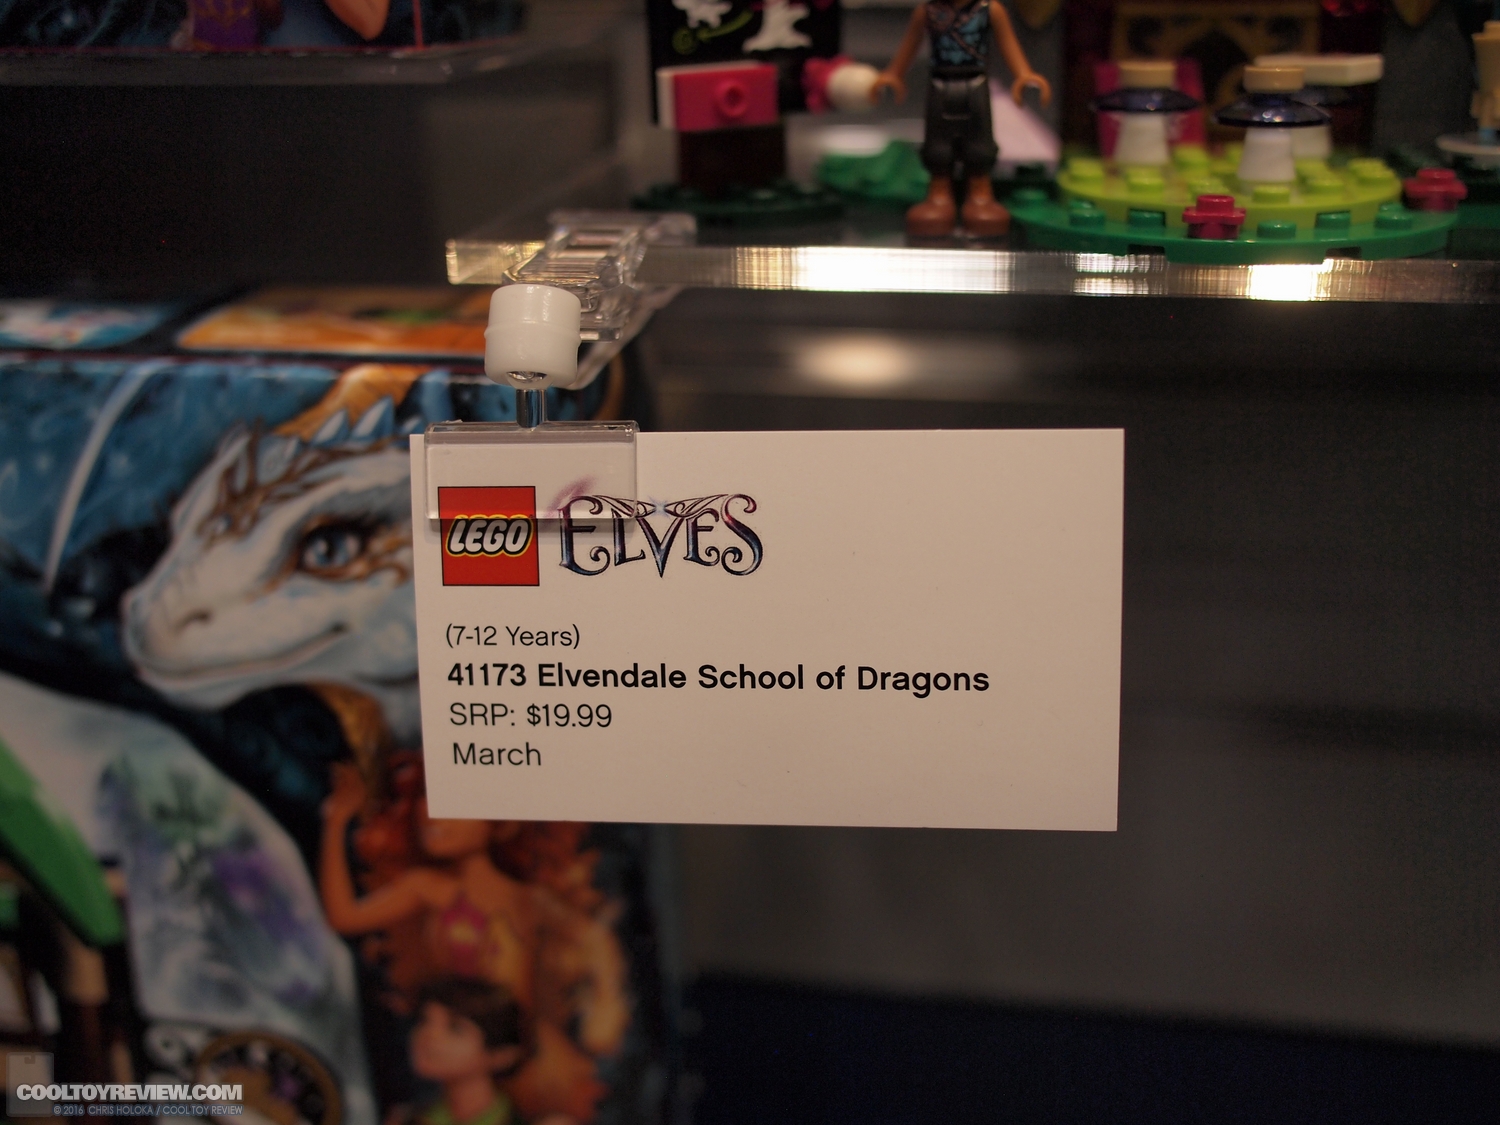 LEGO ELVES
(7-12 Years)
41173 Elvendale School of Dragons
SRP: $19.99
March
COOLTOYREVIEW.COM
© 2016 CHRIS HOLOKA / COOL TOY REVIEW